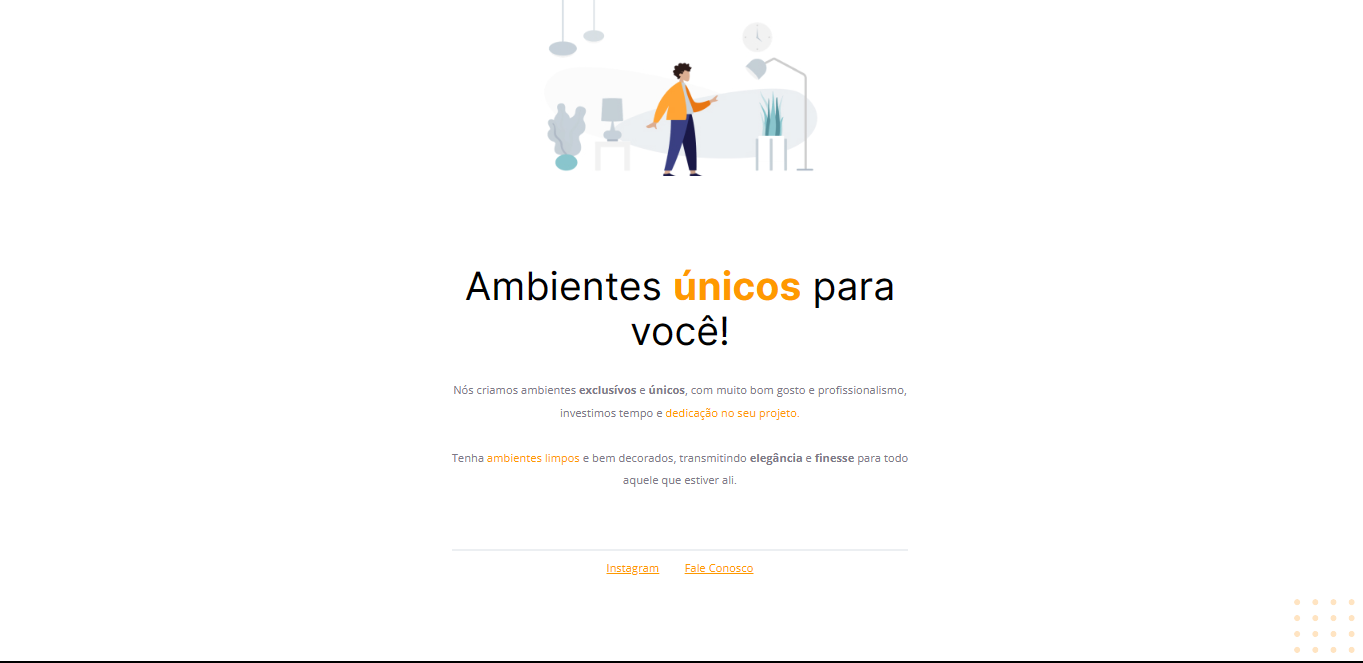 Ambientes únicos para
você!
Nós criamos ambientes exclusívos e únicos, com muito bom gosto e profissionalismo,
investimos tempo e dedicação no seu projeto.
Tenha ambientes limpos e bem decorados, transmitindo elegância e finesse para todo
aquele que estiver ali.
Instagram Fale Conosco